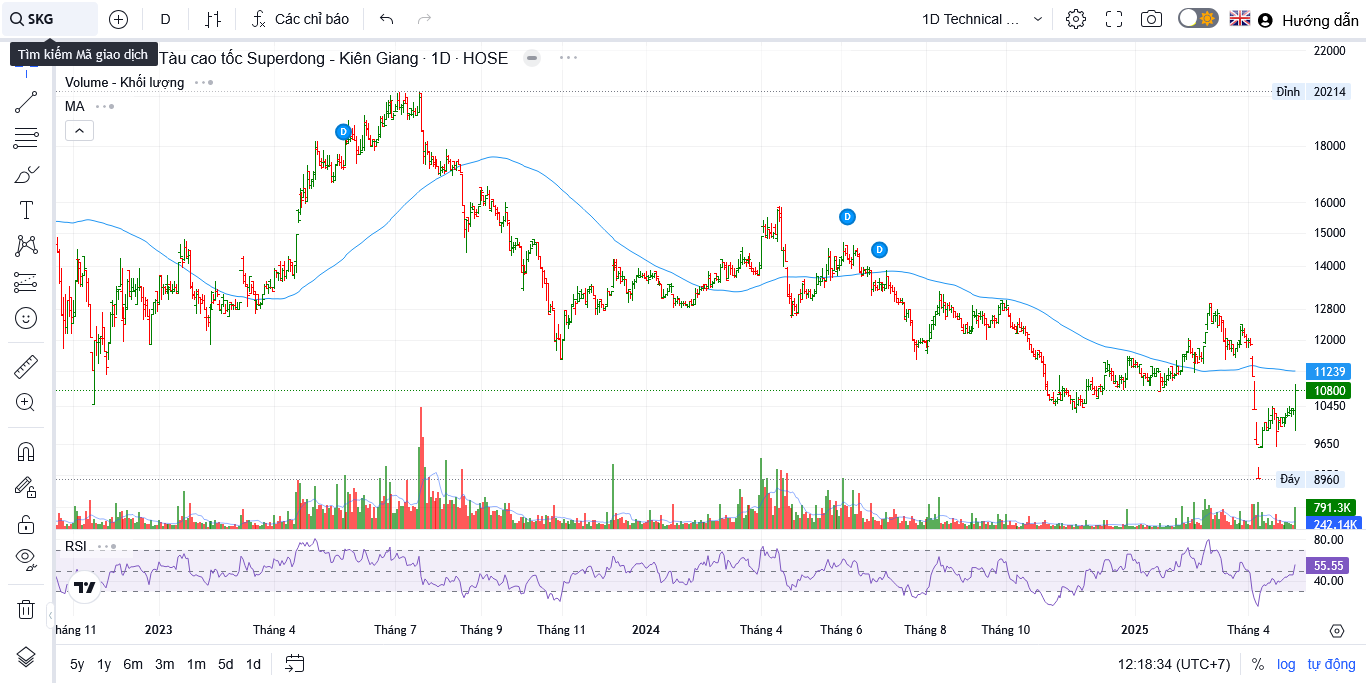 SKG
D
Các chỉ báo
1D Technical ...
Hướng dẫn
Tìm kiếm Mã giao dịch
Tàu cao tốc Superdong - Kiên Giang · 1D · HOSE
Volume - Khối lượng
MA
D
D
D
22000
Đỉnh 20214
18000
16000
15000
14000
12800
12000
11239
10800
10450
9650
Đáy 8960
791.3K
242.14K
RSI
80.00
55.55
40.00
háng 11
2023
Tháng 4
Tháng 7
Tháng 9
Tháng 11
2024
Tháng 4
Tháng 6
Tháng 8
Tháng 10
2025
Tháng 4
5y 1y 6m 3m 1m 5d 1d
12:18:34 (UTC+7)
% log tự động